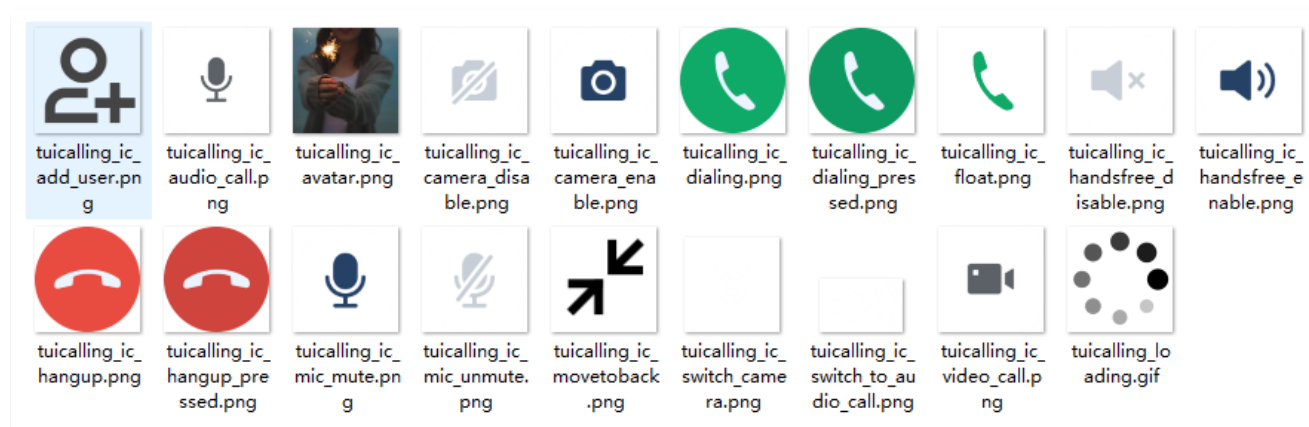 tuicalling_ic_
add_user.pn
g
tuicalling_ic_
audio_call.p
ng
tuicalling_ic_
avatar.png
tuicalling_ic_
camera_disa
ble.png
tuicalling_ic_
camera_ena
ble.png
tuicalling_ic_
dialing.png
tuicalling_ic_
dialing_pres
sed.png
tuicalling_ic_
float.png
tuicalling_ic_
handsfree_d
isable.png
tuicalling_ic_
handsfree_e
nable.png
tuicalling_ic_
hangup.png
tuicalling_ic_
hangup_pre
ssed.png
tuicalling_ic_
mic_mute.pn
g
tuicalling_ic_
mic_unmute.
png
tuicalling_ic_
movetoback
.png
tuicalling_ic_
switch_came
ra.png
tuicalling_ic_
switch_to_au
dio_call.png
tuicalling_ic_
video_call.p
ng
tuicalling_lo
ading.gif